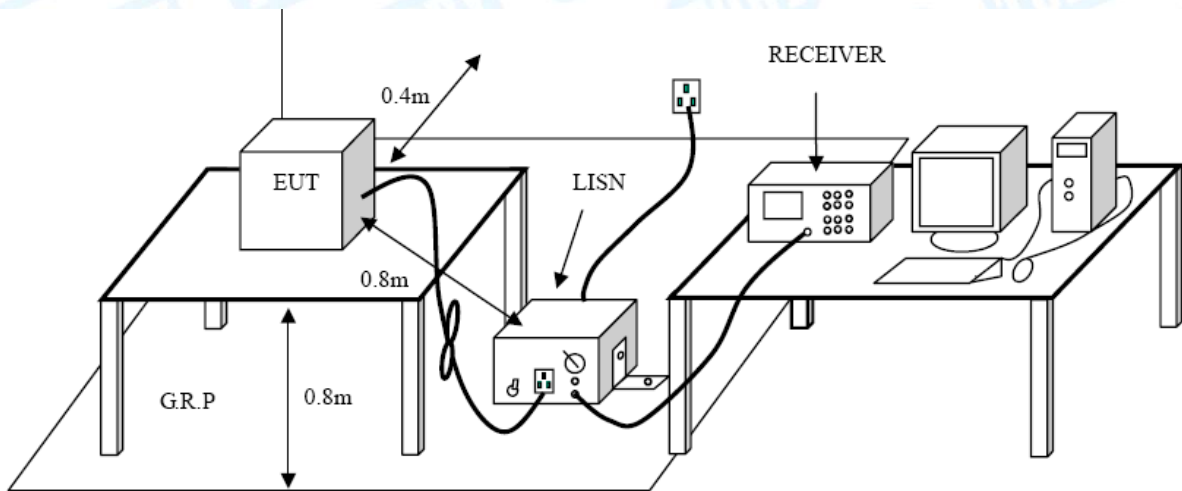 RECEIVER
0.4m
EUT
LISN
0.8m
G.R.P
0.8m